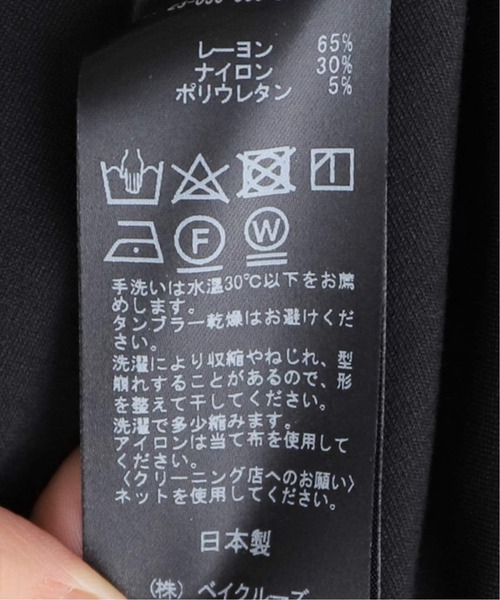 レーヨン 65%
ナイロン 30%
ポリウレタン 5%
F
W
手洗いは水温30℃以下をお薦
めします。
タンブラー乾燥はお避けくだ
さい。
洗濯により収縮やねじれ、型
崩れすることがあるので、形
を整えて干してください。
洗濯で多少縮みます。
アイロンは当て布を使用して
ください。
〈クリーニング店へのお願い〉
ネットを使用してください。
日本製
(株) ベイクルーズ